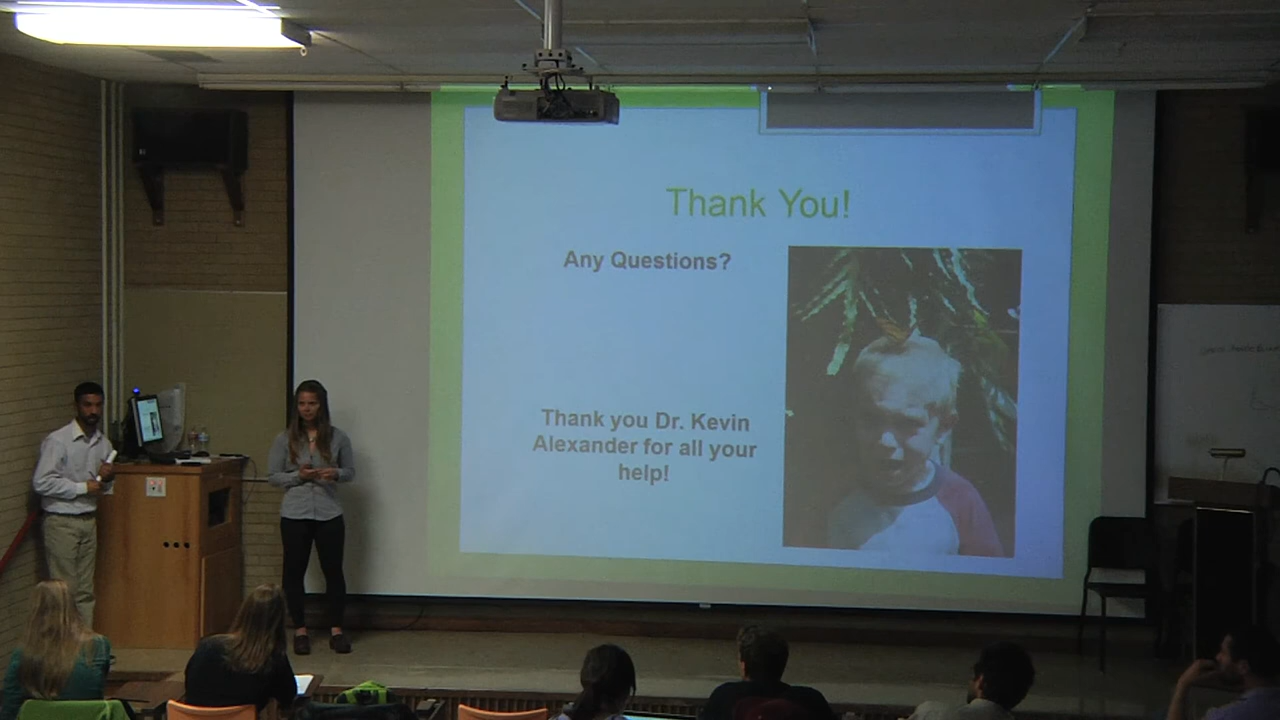 Thank You!
Any Questions?
Thank you Dr. Kevin
Alexander for all your
help!